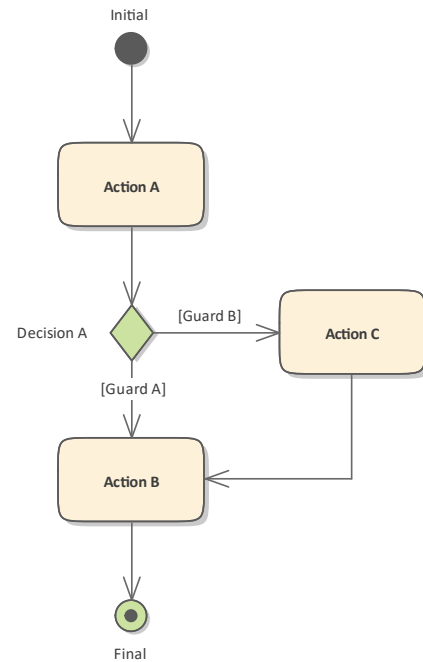 Initial
Action A
[Guard B]
Decision A
Action C
[Guard A]
Action B
Final